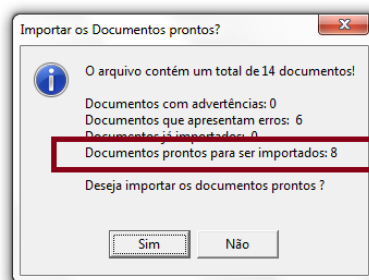 Importar os Documentos prontos?
O arquivo contém um total de 14 documentos!
Documentos com advertências: 0
Documentos que apresentam erros: 6
Documentos já importados: 0
Documentos prontos para ser importados: 8
Deseja importar os documentos prontos ?
Sim
Não